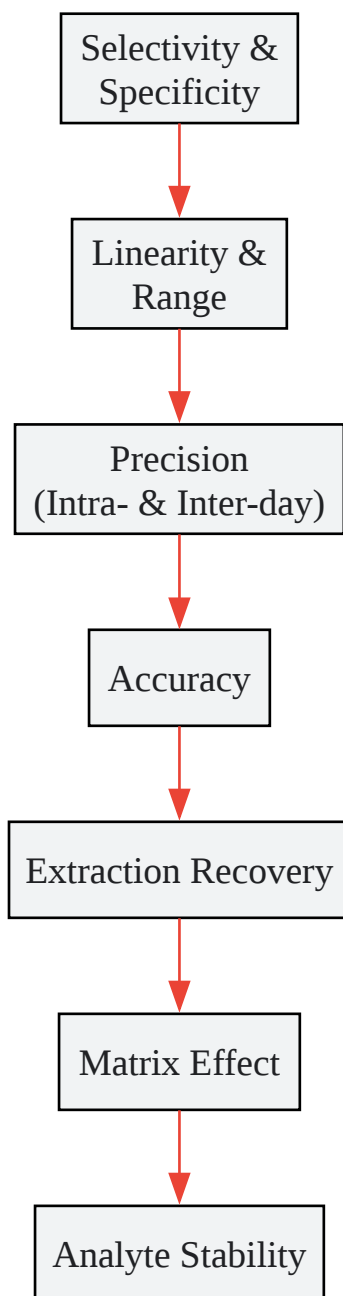 Selectivity &
Specificity
Linearity &
Range
Precision
(Intra- & Inter-day)
Accuracy
Extraction Recovery
Matrix Effect
Analyte Stability